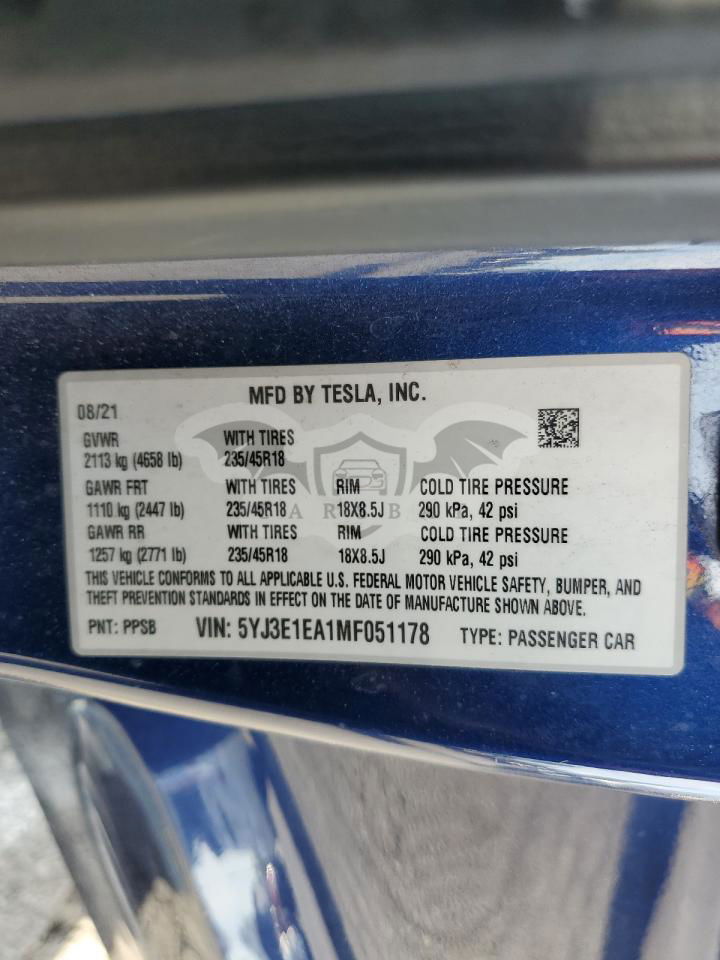 MFD BY TESLA, INC.
08/21
GVWR WITH TIRES
2113 kg (4658 lb) 235/45R18
GAWR FRT WITH TIRES RIM COLD TIRE PRESSURE
1110 kg (2447 lb) 235/45R18 18X8.5J 290 kPa, 42 psi
GAWR RR WITH TIRES RIM COLD TIRE PRESSURE
1257 kg (2771 lb) 235/45R18 18X8.5J 290 kPa, 42 psi
THIS VEHICLE CONFORMS TO ALL APPLICABLE U.S. FEDERAL MOTOR VEHICLE SAFETY, BUMPER, AND
THEFT PREVENTION STANDARDS IN EFFECT ON THE DATE OF MANUFACTURE SHOWN ABOVE.
PNT: PPSB VIN: 5YJ3E1EA1MF051178 TYPE: PASSENGER CAR